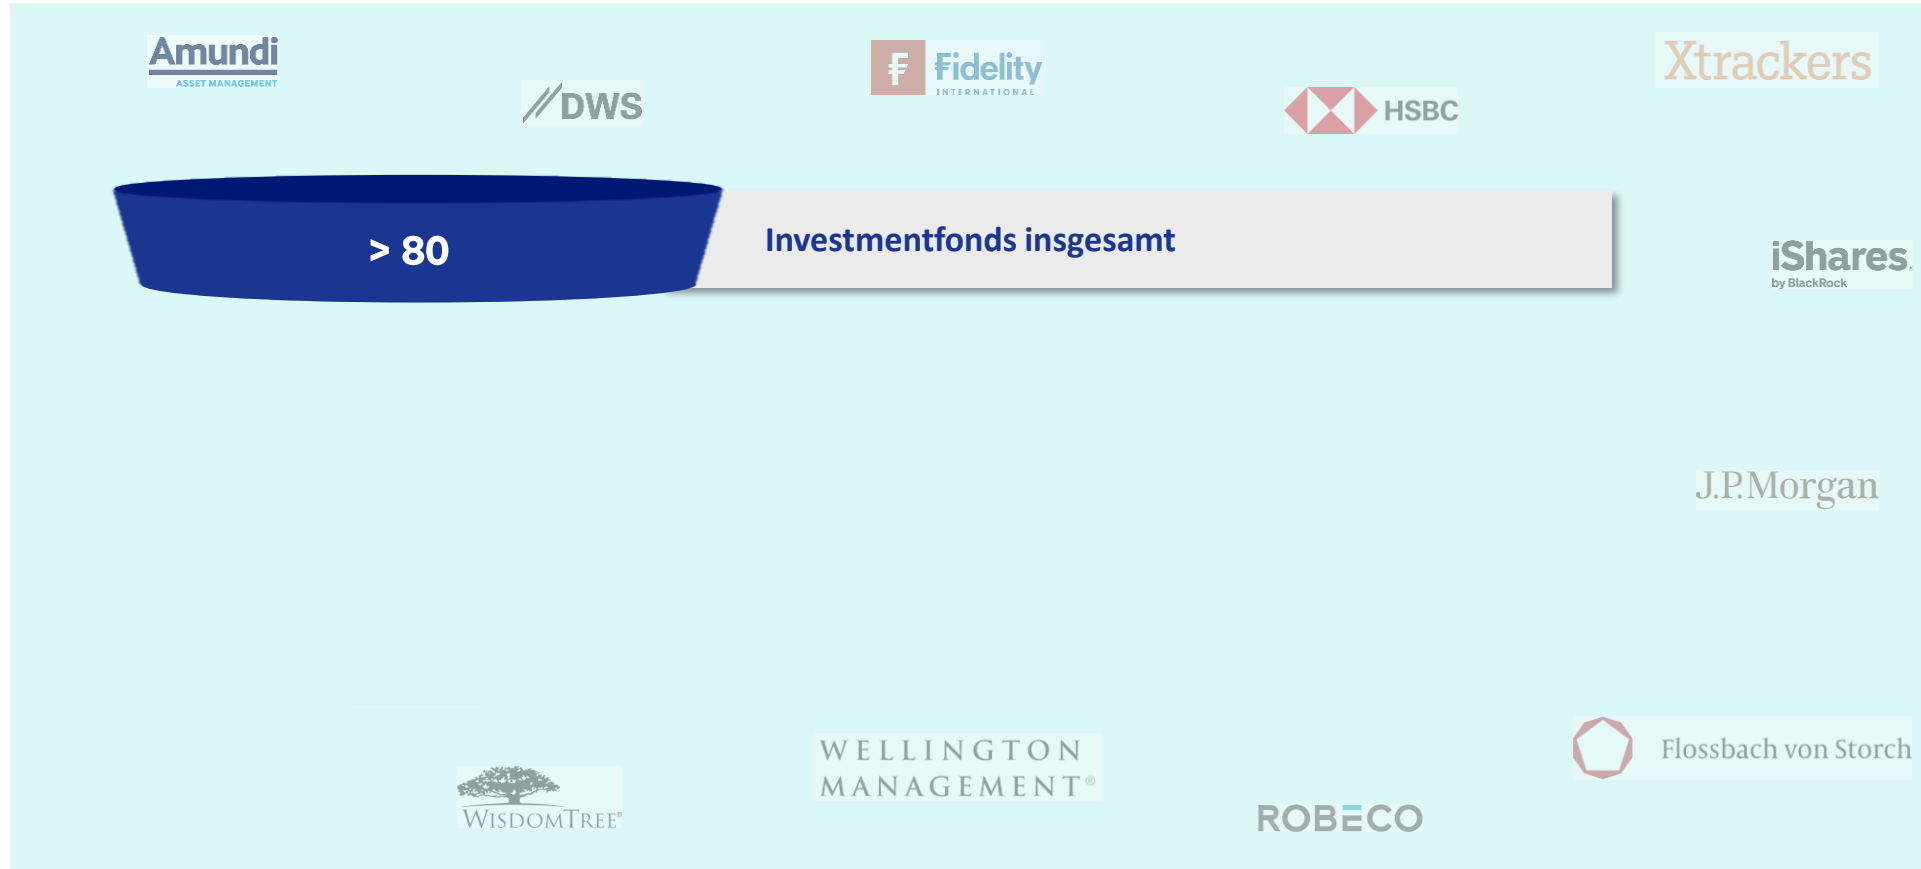 Amundi
ASSET MANAGEMENT
DWS
Fidelity
INTERNATIONAL
HSBC
Xtrackers
> 80
Investmentfonds insgesamt
iShares.
by BlackRock
J.P.Morgan
WELLINGTON
MANAGEMENT®
Flossbach von Storch
WISDOMTREE®
ROBECO